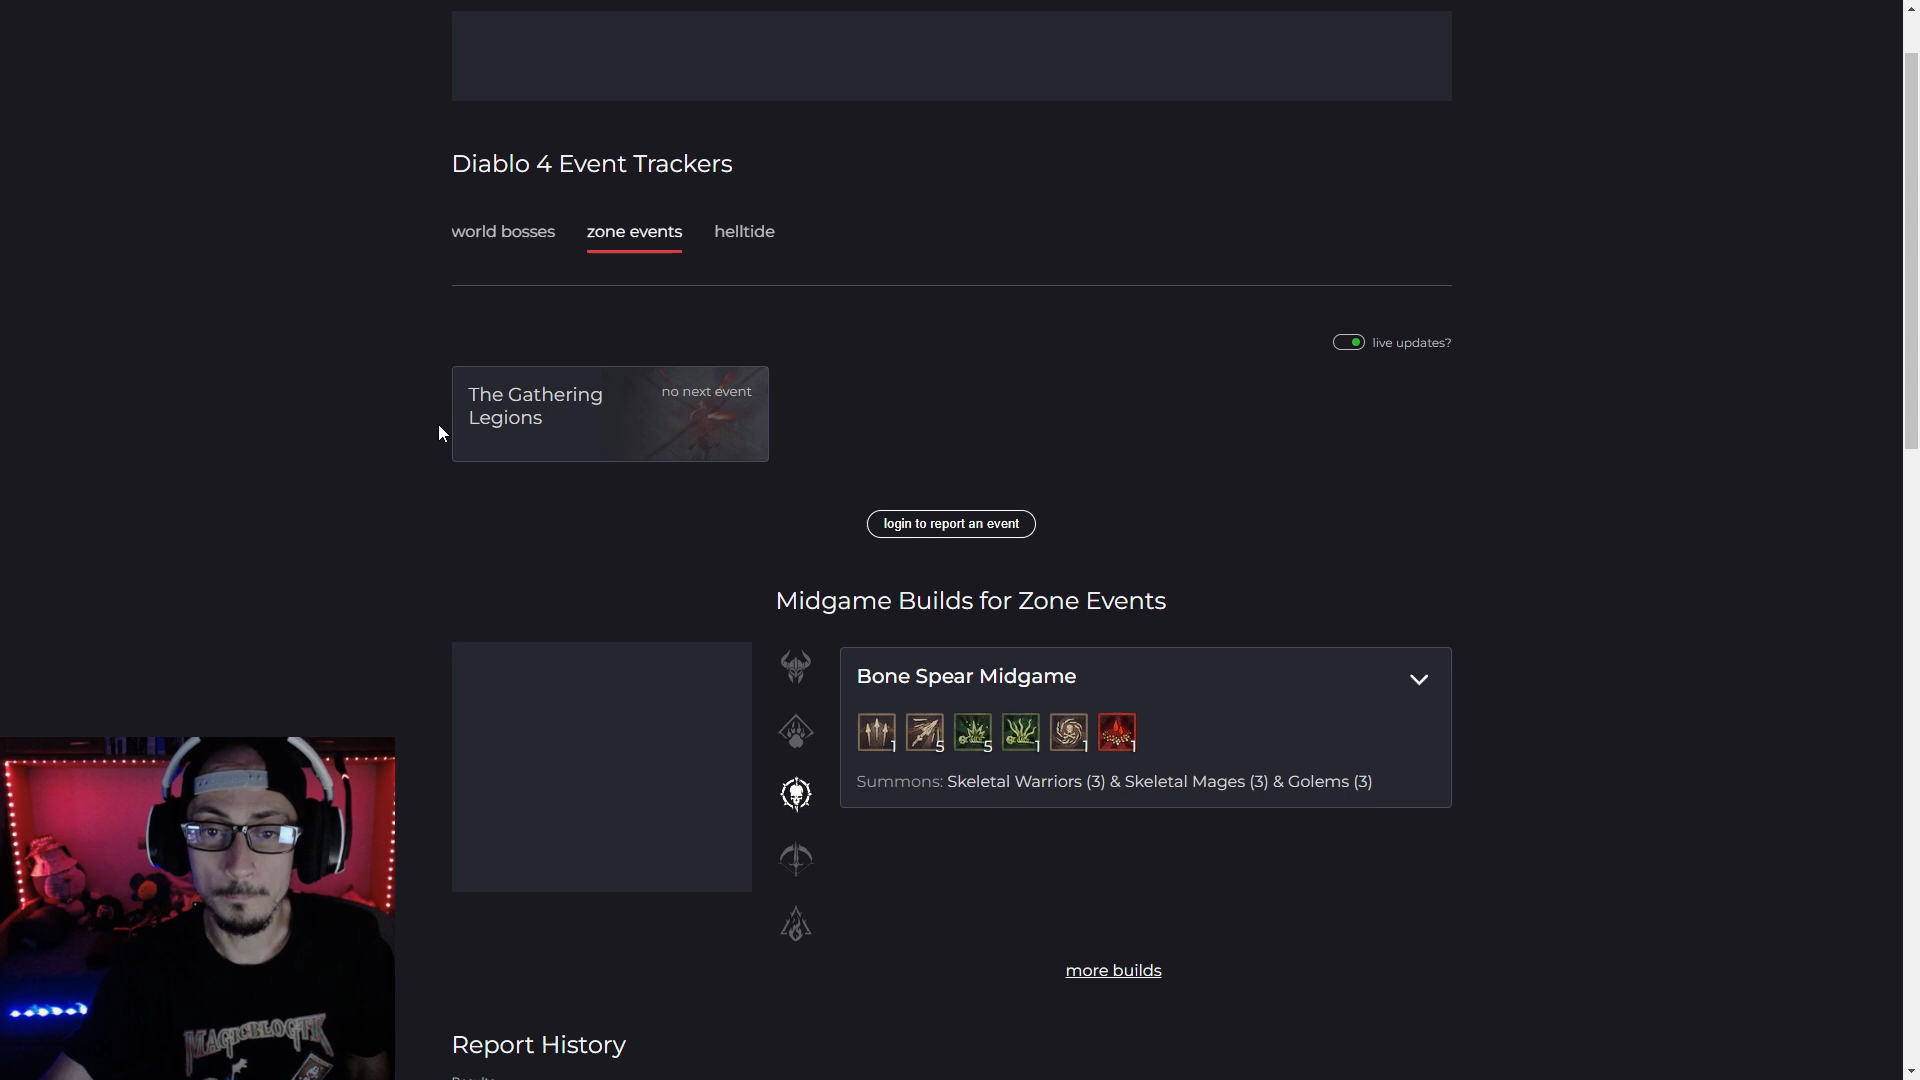 Diablo 4 Event Trackers
world bosses
zone events
helltide
live updates?
The Gathering
Legions
no next event
login to report an event
Midgame Builds for Zone Events
Bone Spear Midgame
1
5
5
1
1
1
Summons: Skeletal Warriors (3) & Skeletal Mages (3) & Golems (3)
more builds
Report History